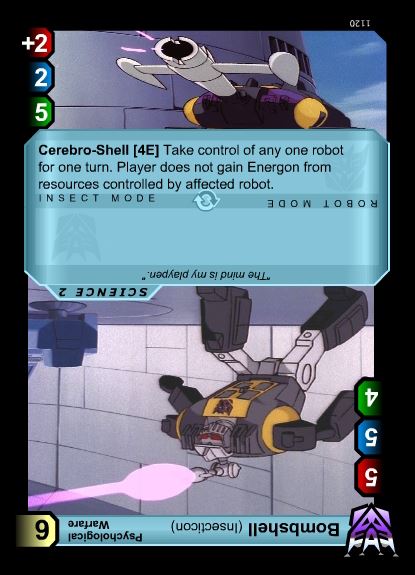 1120
+2
2
5
Cerebro-Shell [4E] Take control of any one robot
for one turn. Player does not gain Energon from
resources controlled by affected robot.
INSECT MODE
3
ROBOT MODE
"The mind is my playpen."
SCIENCE 2
4
5
5
Bombshell (Insecticon)
Psychological
Warfare
9